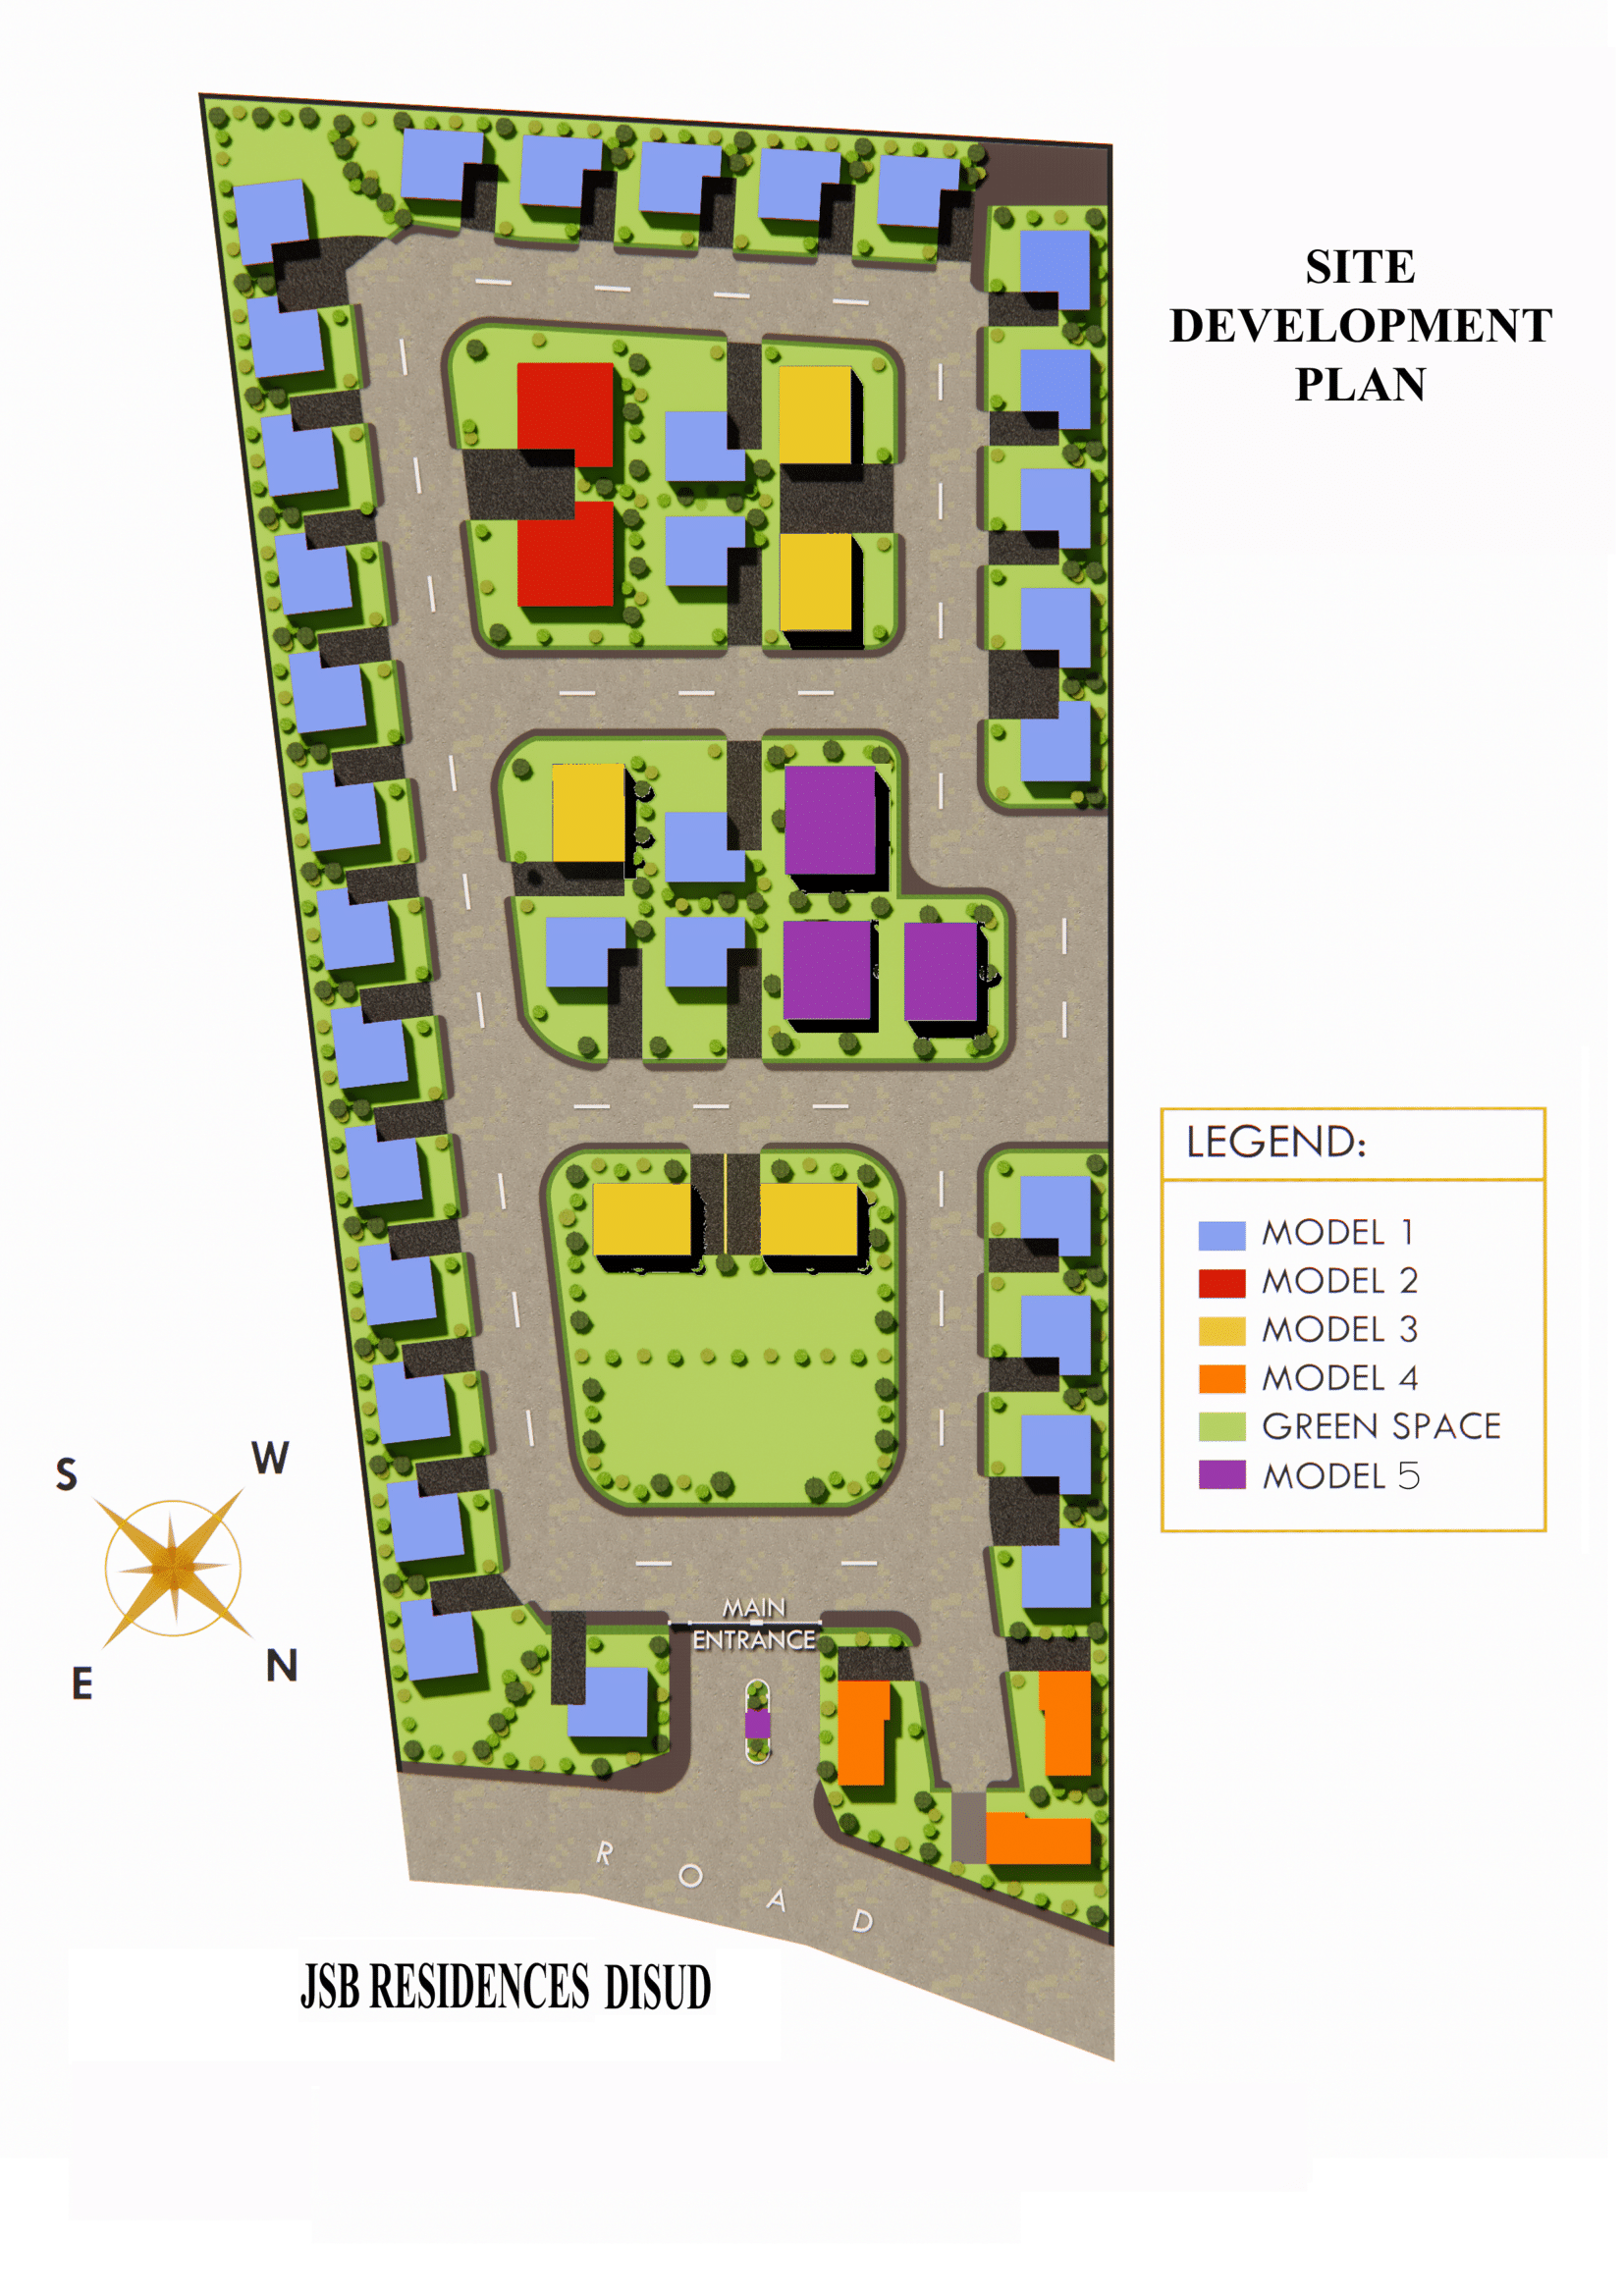 SITE
DEVELOPMENT
PLAN
LEGEND:
MODEL 1
MODEL 2
MODEL 3
MODEL 4
GREEN SPACE
MODEL 5
S
W
E
N
MAIN
ENTRANCE
R O A D
JSB RESIDENCES DISUD